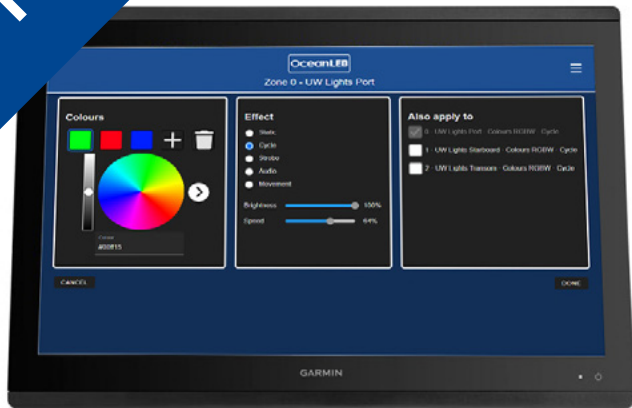 OceanLED
Zone 0 - UW Lights Port
Colours
Colour
#00ff15
Effect
Static
Cycle
Strobe
Audio
Movement
Brightness 100%
Speed 64%
Also apply to
0 · UW Lights Port · Colours RGBW · Cycle
1 · UW Lights Starboard · Colours RGBW · Cycle
2 · UW Lights Transom · Colours RGBW · Cycle
CANCEL
DONE
GARMIN